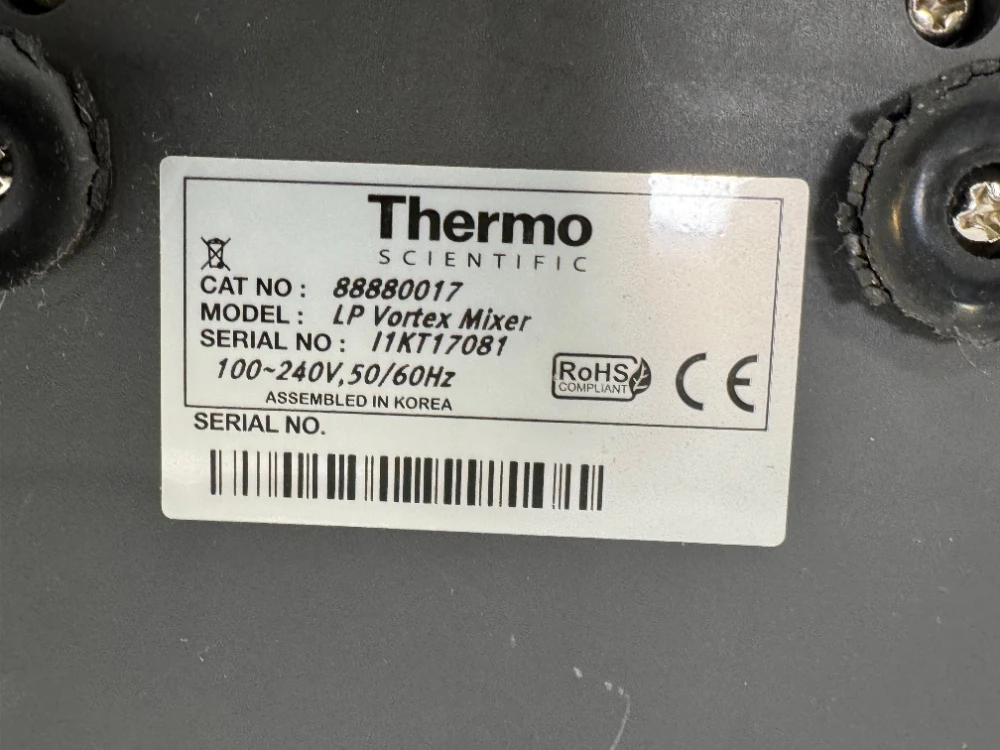 Thermo
SCIENTIFIC
CAT NO : 88880017
MODEL : LP Vortex Mixer
SERIAL NO : I1KT17081
100~240V,50/60Hz
ASSEMBLED IN KOREA
RoHS
COMPLIANT
CE
SERIAL NO.